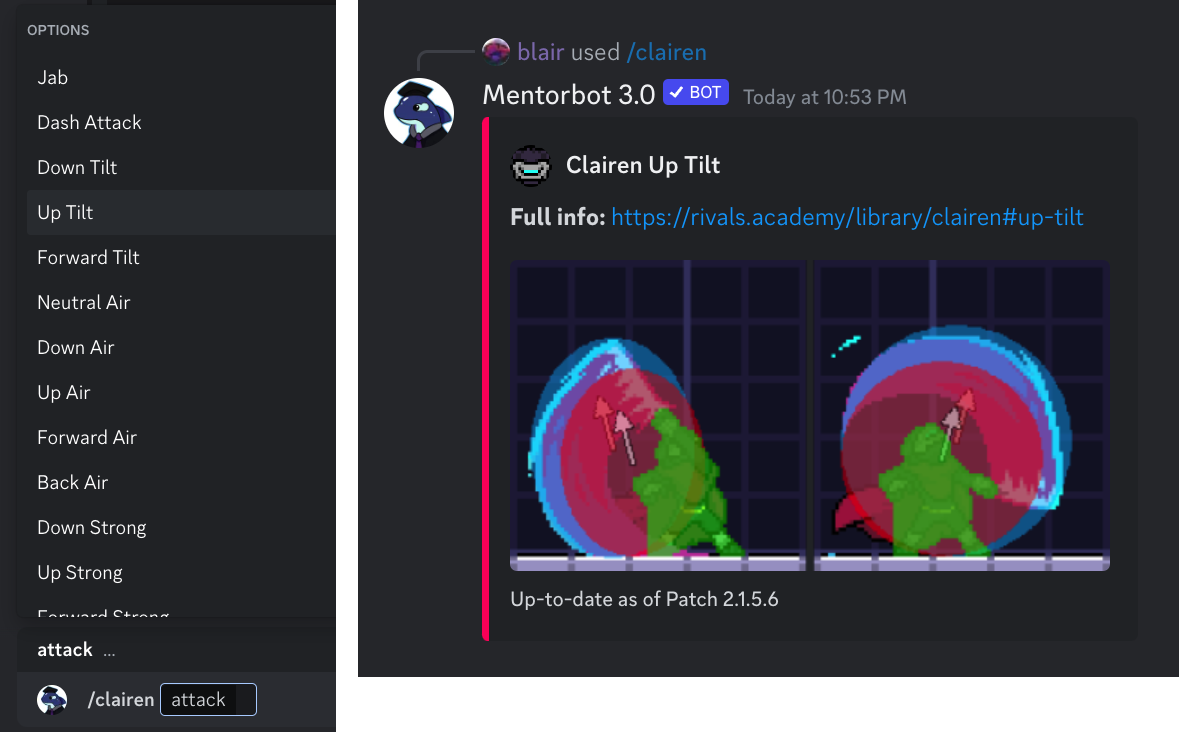 OPTIONS
Jab
Dash Attack
Down Tilt
Up Tilt
Forward Tilt
Neutral Air
Down Air
Up Air
Forward Air
Back Air
Down Strong
Up Strong
Forward Strong
attack ...
/clairen attack
blair used /clairen
Mentorbot 3.0 ✓ BOT Today at 10:53 PM
Clairen Up Tilt
Full info: https://rivals.academy/library/clairen#up-tilt
Up-to-date as of Patch 2.1.5.6